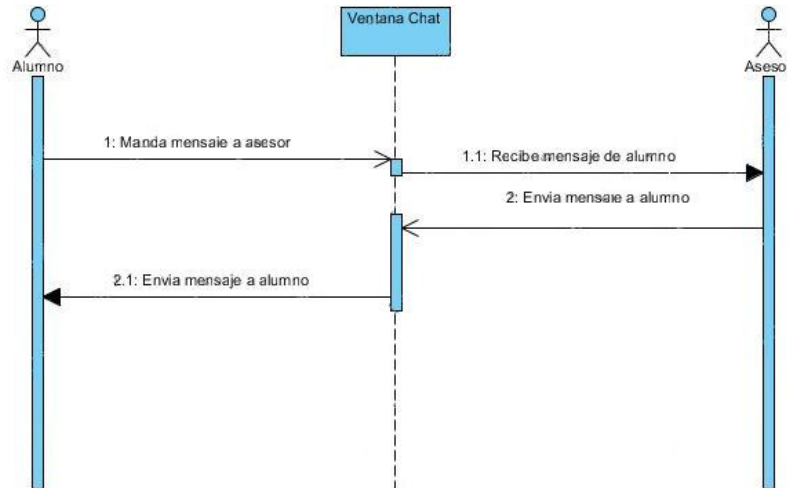 Ventana Chat
Alumno
Aseso
1: Manda mensaje a asesor
1.1: Recibe mensaje de alumno
2: Envia mensaje a alumno
2.1: Envia mensaje a alumno